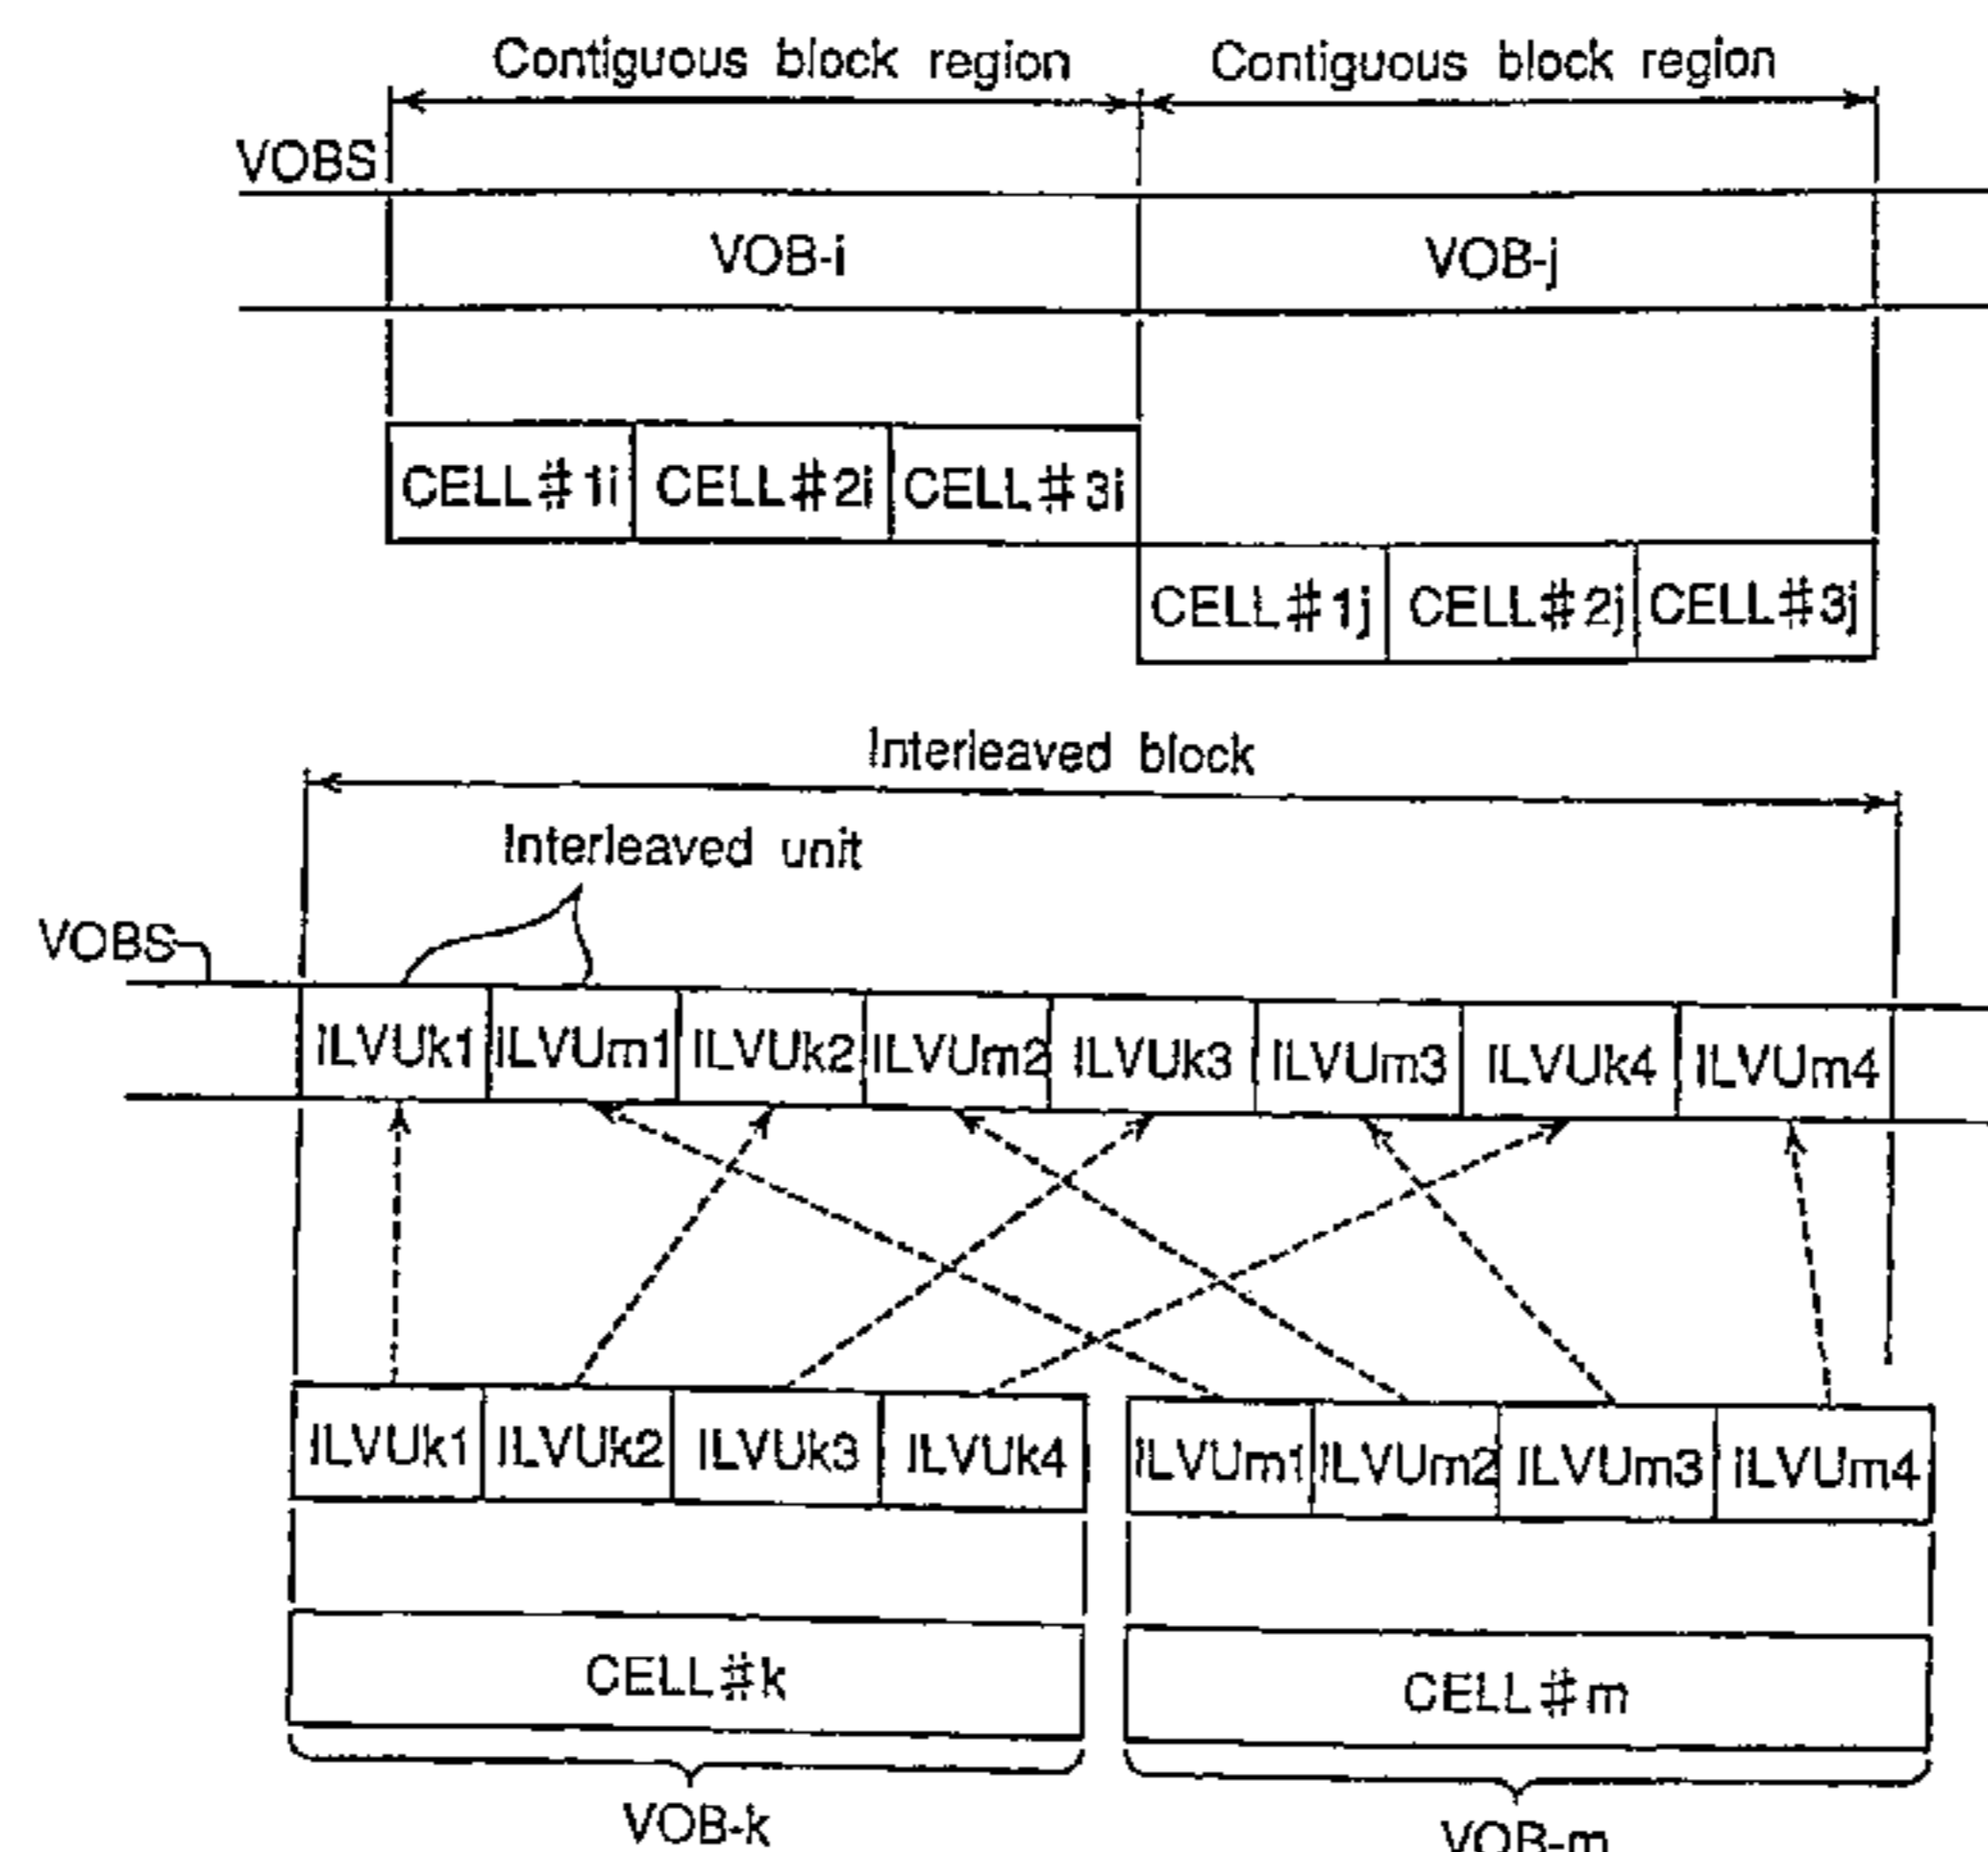 Contiguous block region Contiguous block region
VOBS
VOB-i VOB-j
CELL#1i CELL#2i CELL#3i
CELL#1j CELL#2j CELL#3j
Interleaved block
Interleaved unit
VOBS
ILVUk1 ILVUm1 ILVUk2 ILVUm2 ILVUk3 ILVUm3 ILVUk4 ILVUm4
ILVUk1 ILVUk2 ILVUk3 ILVUk4 ILVUm1 ILVUm2 ILVUm3 ILVUm4
CELL#k CELL#m
VOB-k VOB-m